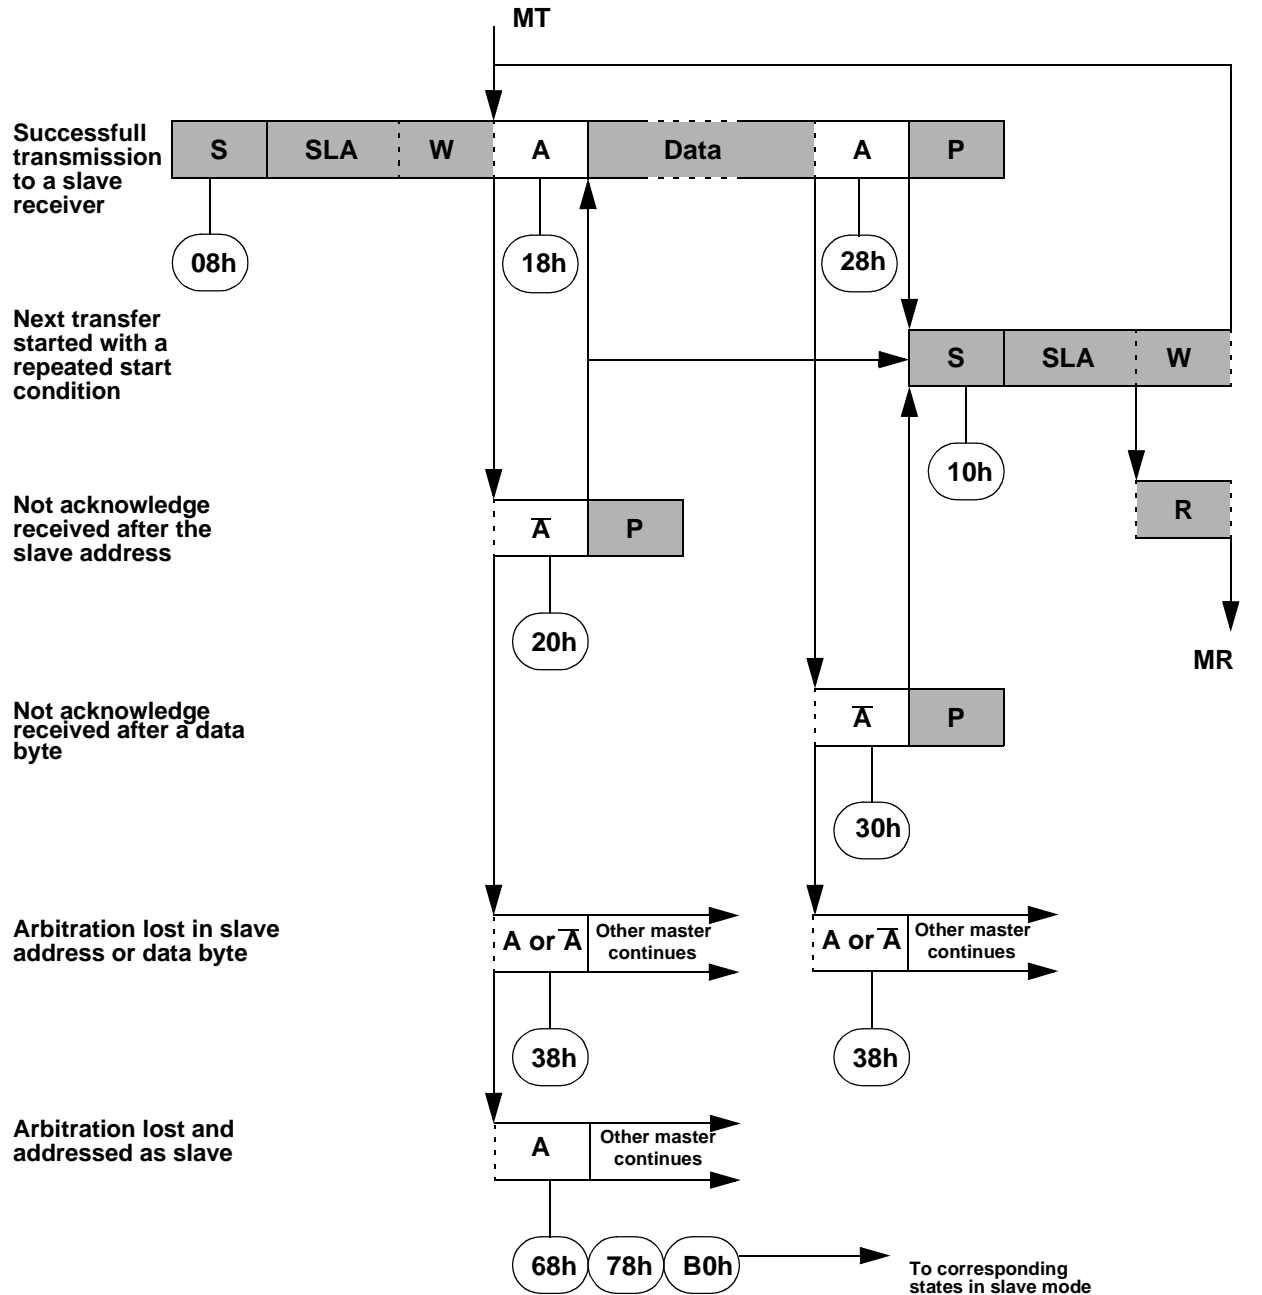 MT
Successfull
transmission
to a slave
receiver
S SLA W A Data A P
08h 18h 28h
Next transfer
started with a
repeated start
condition
S SLA W
10h
Not acknowledge
received after the
slave address
A̅ P
R
20h
MR
Not acknowledge
received after a data
byte
A̅ P
30h
Arbitration lost in slave
address or data byte
A or A̅ Other master
continues
A or A̅ Other master
continues
38h 38h
Arbitration lost and
addressed as slave
A Other master
continues
68h 78h B0h
To corresponding
states in slave mode